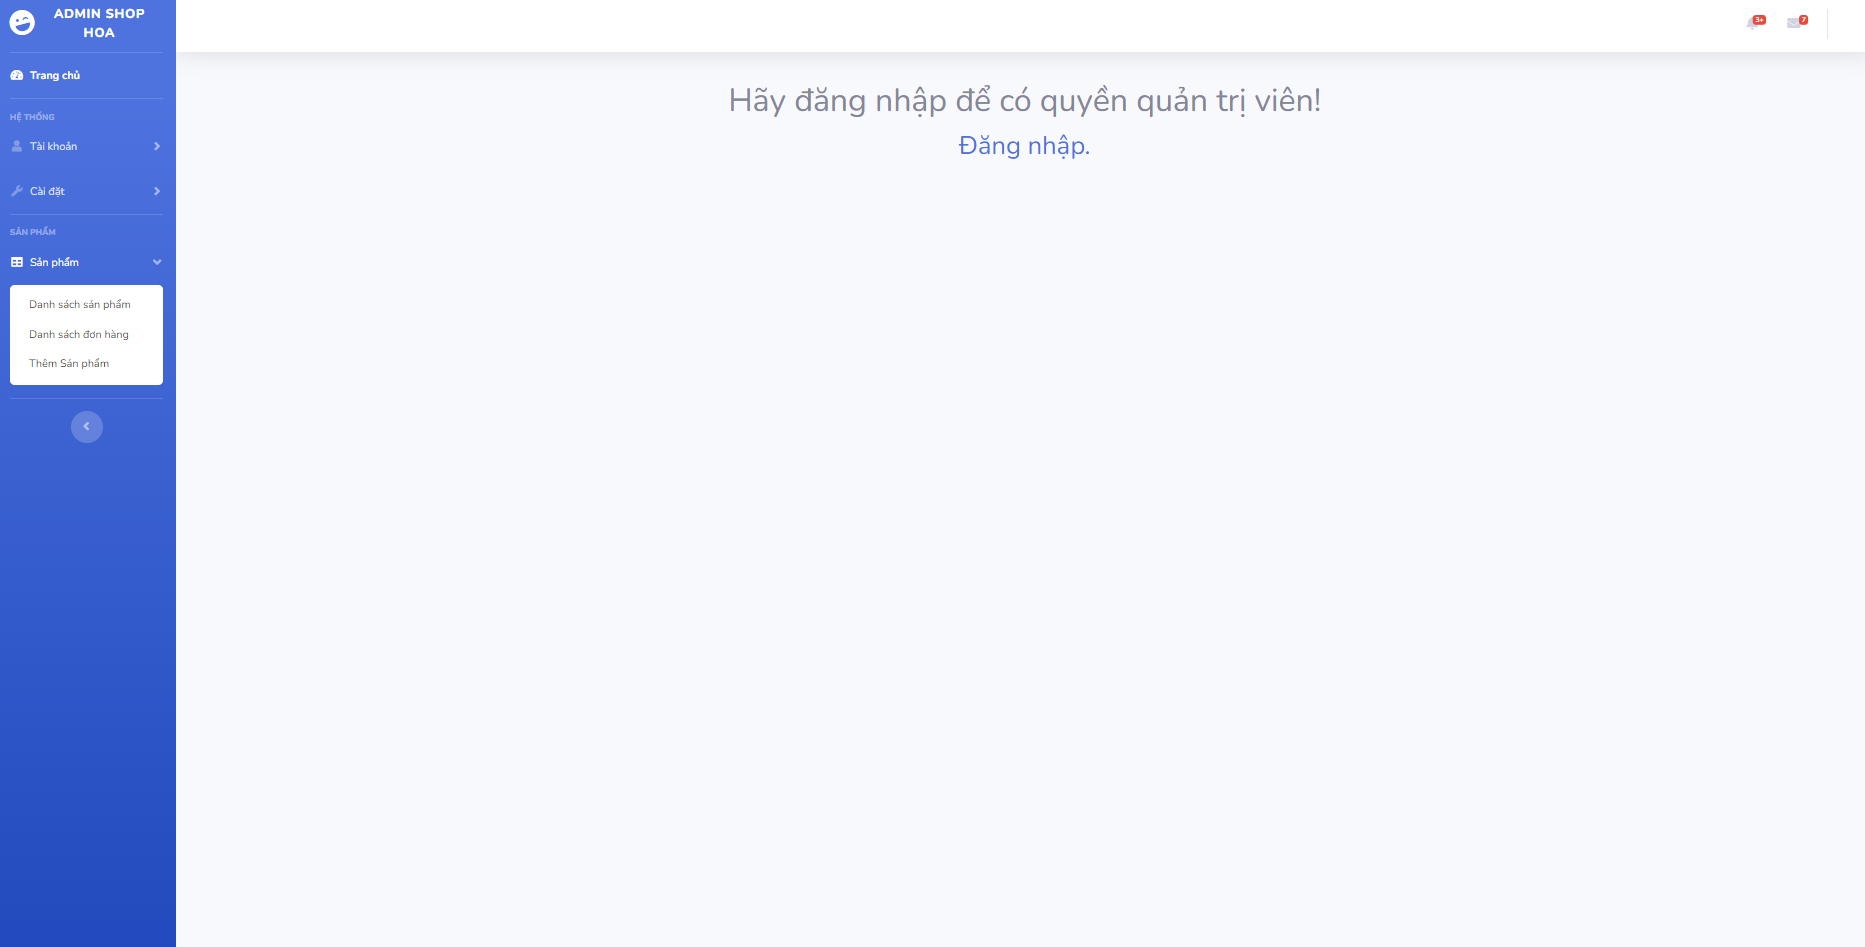 ADMIN SHOP
HOA
Trang chủ
HỆ THỐNG
Tài khoản
Cài đặt
SẢN PHẨM
Sản phẩm
Danh sách sản phẩm
Danh sách đơn hàng
Thêm Sản phẩm
3+
7
Hãy đăng nhập để có quyền quản trị viên!
Đăng nhập.